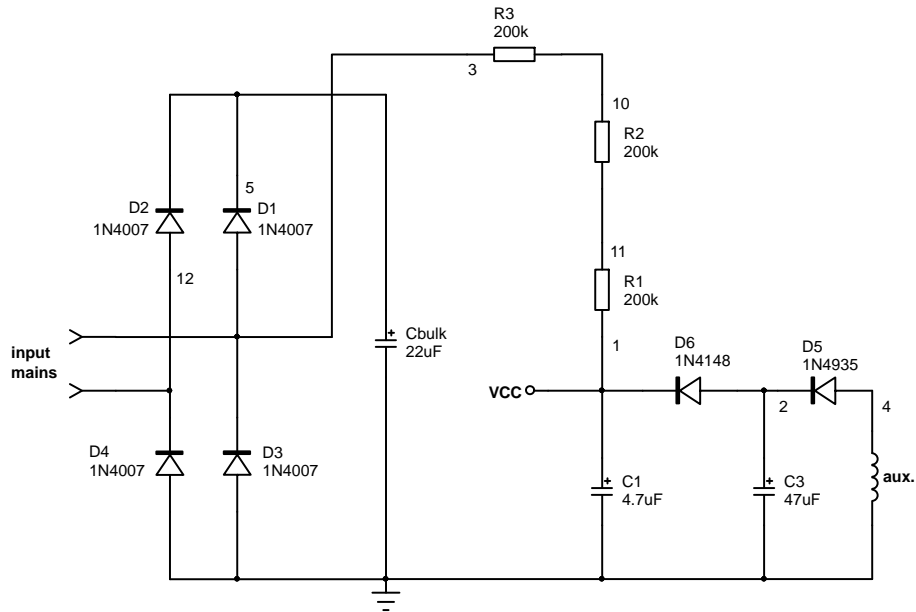 R3
200k
3
10
R2
200k
5
D2
1N4007
D1
1N4007
12
11
R1
200k
input
mains
Cbulk
22uF
1
D6
1N4148
D5
1N4935
VCC
2
4
D4
1N4007
D3
1N4007
C1
4.7uF
C3
47uF
aux.